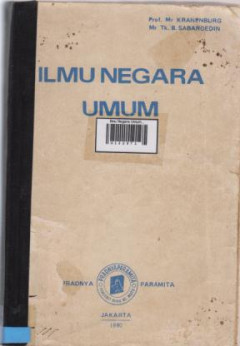 Prof. Mr. KRANENBURG
Mr. Tk. B. SABAROEDIN
ILMU NEGARA
UMUM
PRADNYA PARAMITA
JAKARTA